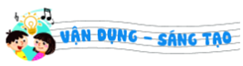 VẬN DỤNG – SÁNG TẠO